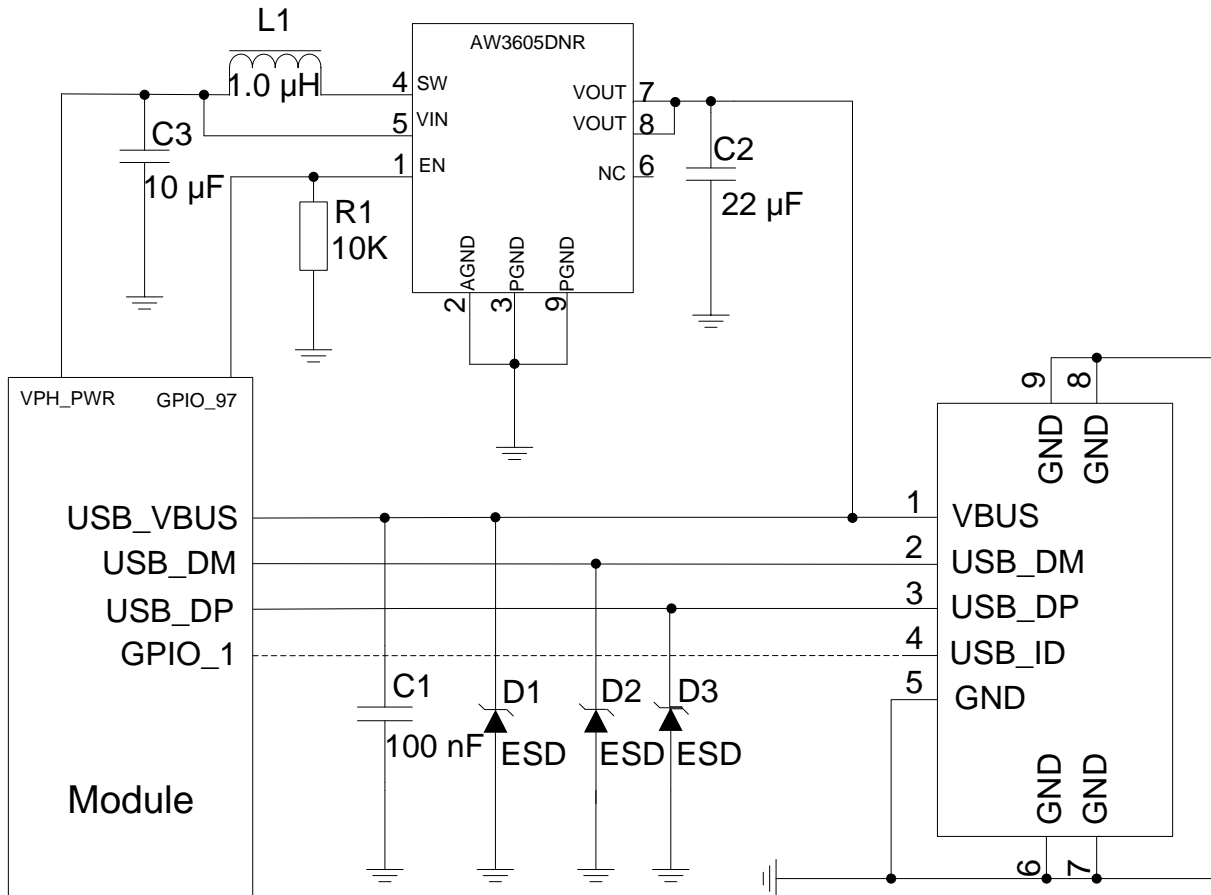 L1
1.0 µH
AW3605DNR
4 SW
5 VIN
1 EN
VOUT 7
VOUT 8
NC 6
AGND 2
PGND 3
PGND 9
C3
10 µF
R1
10K
C2
22 µF
VPH_PWR GPIO_97
USB_VBUS
USB_DM
USB_DP
GPIO_1
Module
C1
100 nF
D1
ESD
D2
ESD
D3
ESD
9 GND
8 GND
1 VBUS
2 USB_DM
3 USB_DP
4 USB_ID
5 GND
GND 6
GND 7